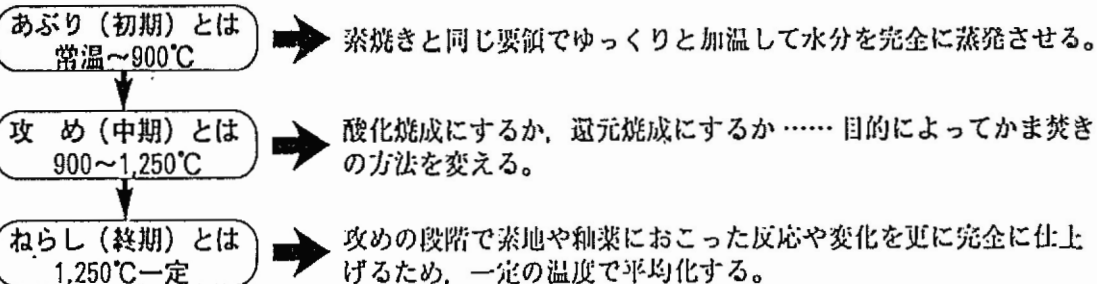 あぶり（初期）とは
常温～900℃
素焼きと同じ要領でゆっくりと加温して水分を完全に蒸発させる。
攻　め（中期）とは
900～1,250℃
酸化焼成にするか，還元焼成にするか……目的によってかま焚き
の方法を変える。
ねらし（終期）とは
1,250℃一定
攻めの段階で素地や釉薬におこった反応や変化を更に完全に仕上
げるため，一定の温度で平均化する。